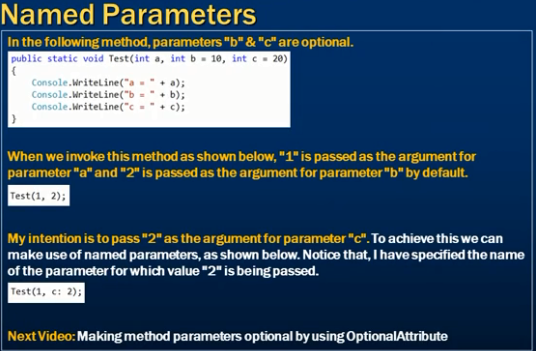 Named Parameters
In the following method, parameters "b" & "c" are optional.
public static void Test(int a, int b = 10, int c = 20)
{
    Console.WriteLine("a = " + a);
    Console.WriteLine("b = " + b);
    Console.WriteLine("c = " + c);
}
When we invoke this method as shown below, "1" is passed as the argument for
parameter "a" and "2" is passed as the argument for parameter "b" by default.
Test(1, 2);
My intention is to pass "2" as the argument for parameter "c". To achieve this we can
make use of named parameters, as shown below. Notice that, I have specified the name
of the parameter for which value "2" is being passed.
Test(1, c: 2);
Next Video: Making method parameters optional by using OptionalAttribute